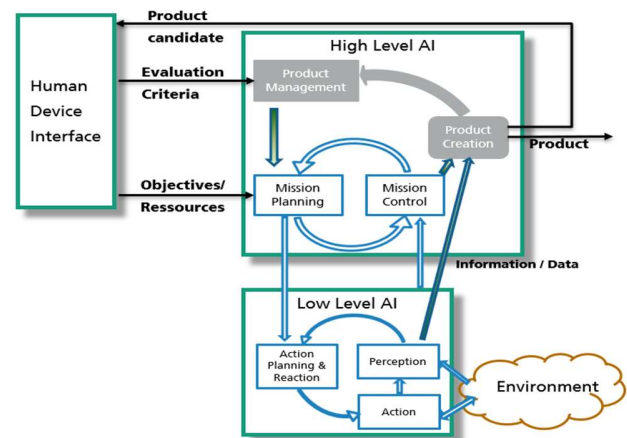 Product
candidate
High Level AI
Human
Device
Interface
Evaluation
Criteria
Product
Management
Product
Creation
Product
Objectives/
Ressources
Mission
Planning
Mission
Control
Information / Data
Low Level AI
Action
Planning &
Reaction
Perception
Action
Environment